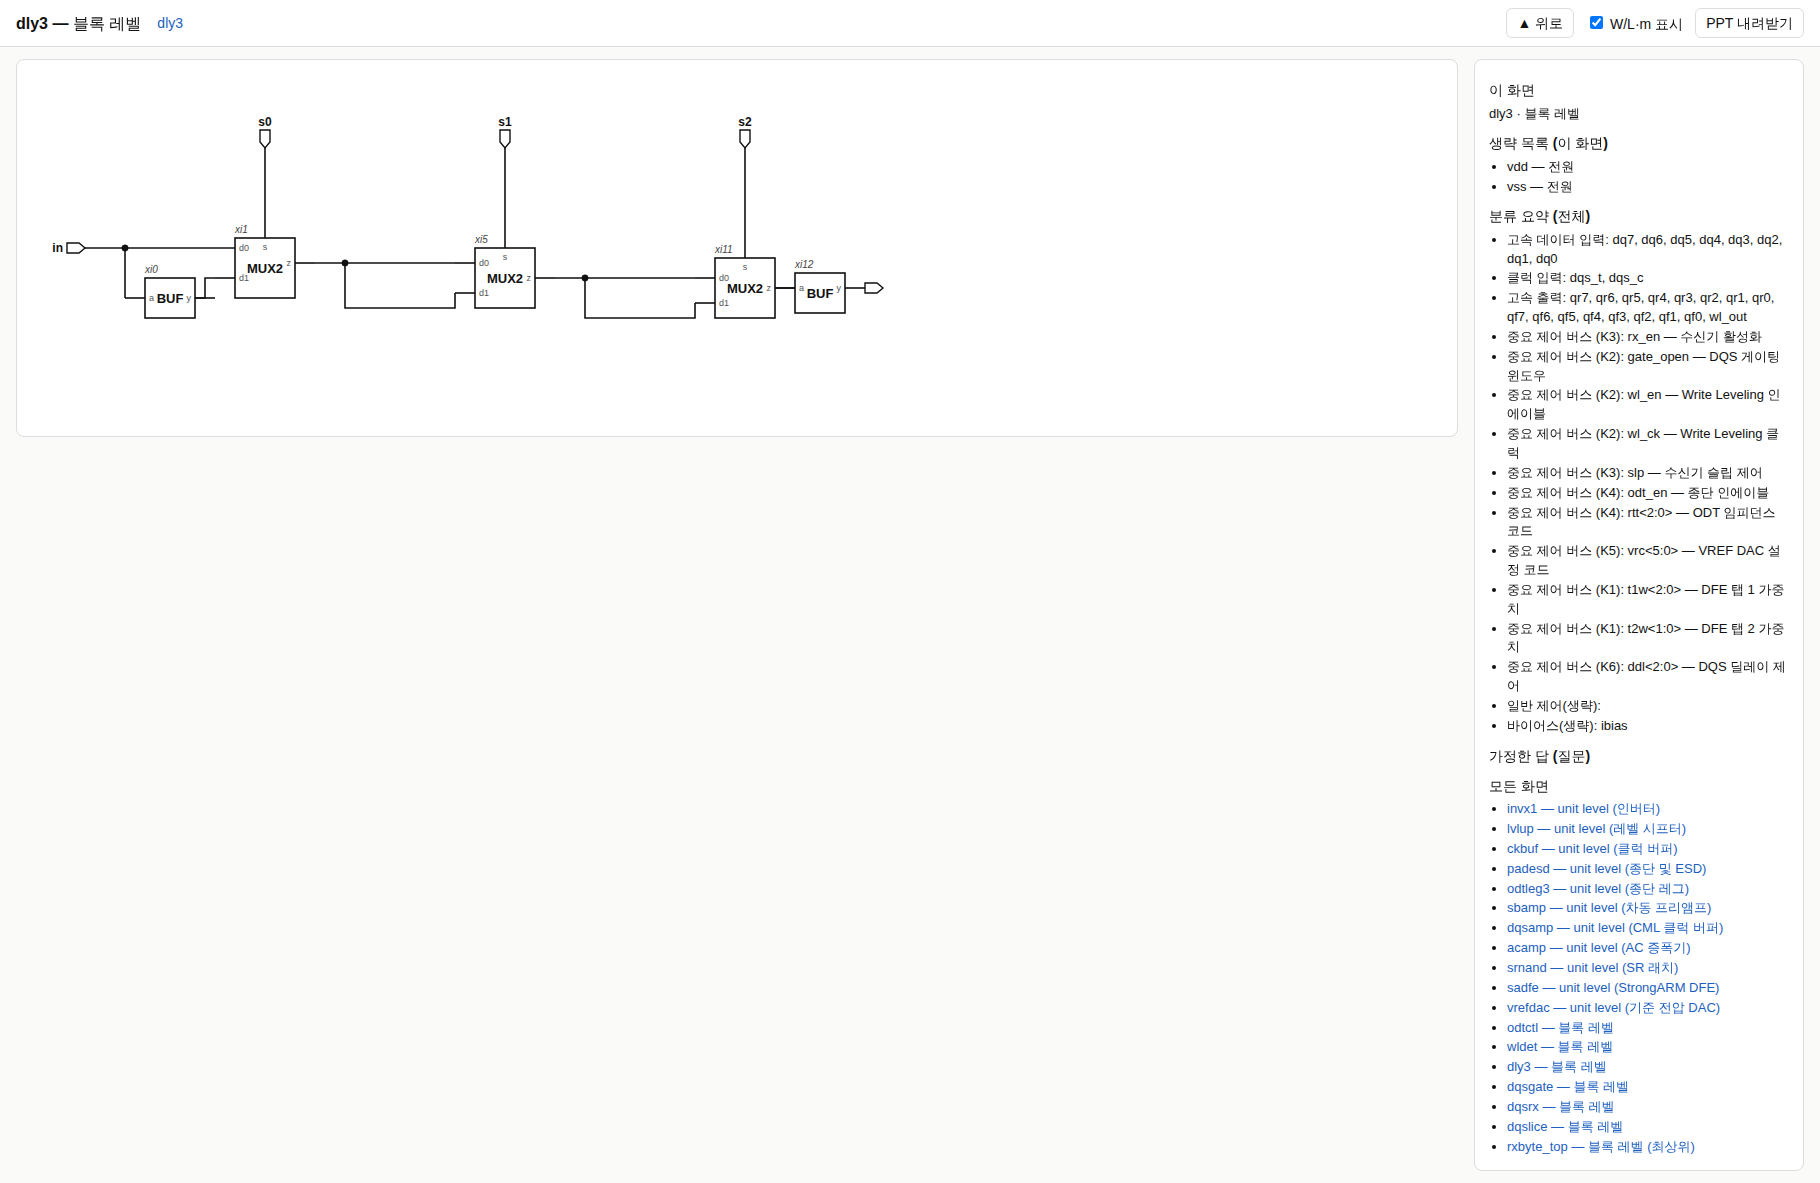 dly3 — 블록 레벨 dly3 ▲ 위로 W/L·m 표시 PPT 내려받기
s0 s1 s2
xi1 xi5 xi11 xi12 xi0
in
d0 s MUX2 z d1
a BUF y
d0 s MUX2 z d1
d0 s MUX2 z d1
a BUF y
이 화면
dly3 · 블록 레벨
생략 목록 (이 화면)
vdd — 전원
vss — 전원
분류 요약 (전체)
고속 데이터 입력: dq7, dq6, dq5, dq4, dq3, dq2,
dq1, dq0
클럭 입력: dqs_t, dqs_c
고속 출력: qr7, qr6, qr5, qr4, qr3, qr2, qr1, qr0,
qf7, qf6, qf5, qf4, qf3, qf2, qf1, qf0, wl_out
중요 제어 버스 (K3): rx_en — 수신기 활성화
중요 제어 버스 (K2): gate_open — DQS 게이팅
윈도우
중요 제어 버스 (K2): wl_en — Write Leveling 인
에이블
중요 제어 버스 (K2): wl_ck — Write Leveling 클
럭
중요 제어 버스 (K3): slp — 수신기 슬립 제어
중요 제어 버스 (K4): odt_en — 종단 인에이블
중요 제어 버스 (K4): rtt<2:0> — ODT 임피던스
코드
중요 제어 버스 (K5): vrc<5:0> — VREF DAC 설
정 코드
중요 제어 버스 (K1): t1w<2:0> — DFE 탭 1 가중
치
중요 제어 버스 (K1): t2w<1:0> — DFE 탭 2 가중
치
중요 제어 버스 (K6): ddl<2:0> — DQS 딜레이 제
어
일반 제어(생략):
바이어스(생략): ibias
가정한 답 (질문)
모든 화면
invx1 — unit level (인버터)
lvlup — unit level (레벨 시프터)
ckbuf — unit level (클럭 버퍼)
padesd — unit level (종단 및 ESD)
odtleg3 — unit level (종단 레그)
sbamp — unit level (차동 프리앰프)
dqsamp — unit level (CML 클럭 버퍼)
acamp — unit level (AC 증폭기)
srnand — unit level (SR 래치)
sadfe — unit level (StrongARM DFE)
vrefdac — unit level (기준 전압 DAC)
odtctl — 블록 레벨
wldet — 블록 레벨
dly3 — 블록 레벨
dqsgate — 블록 레벨
dqsrx — 블록 레벨
dqslice — 블록 레벨
rxbyte_top — 블록 레벨 (최상위)